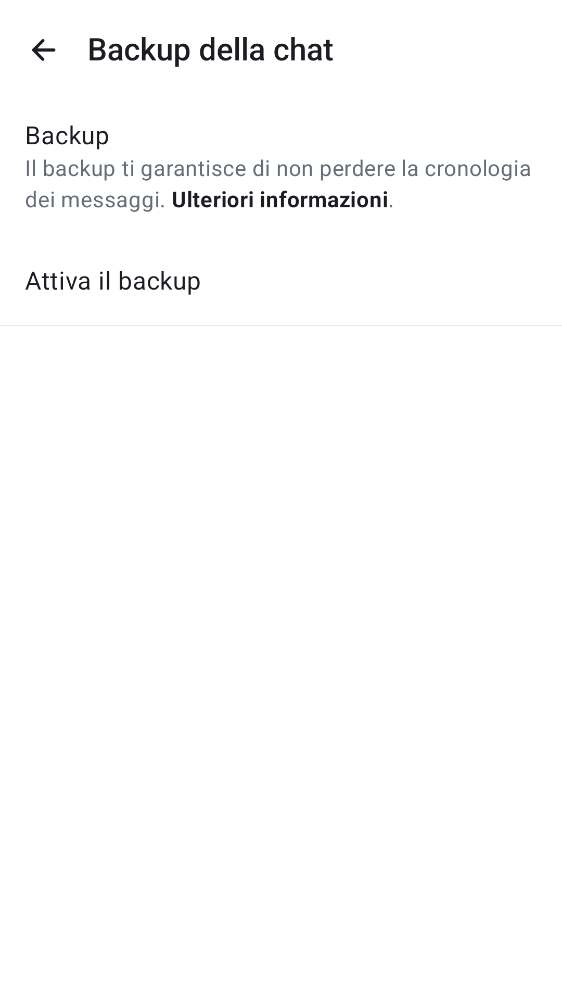 Backup della chat
Backup
Il backup ti garantisce di non perdere la cronologia
dei messaggi. Ulteriori informazioni.
Attiva il backup